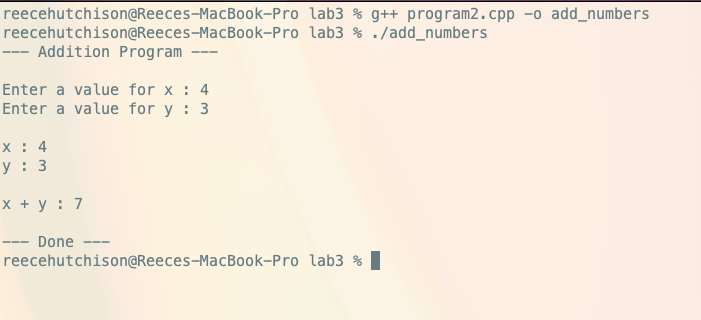 reecehutchison@Reeces-MacBook-Pro lab3 % g++ program2.cpp -o add_numbers
reecehutchison@Reeces-MacBook-Pro lab3 % ./add_numbers
--- Addition Program ---
Enter a value for x : 4
Enter a value for y : 3
x : 4
y : 3
x + y : 7
--- Done ---
reecehutchison@Reeces-MacBook-Pro lab3 %